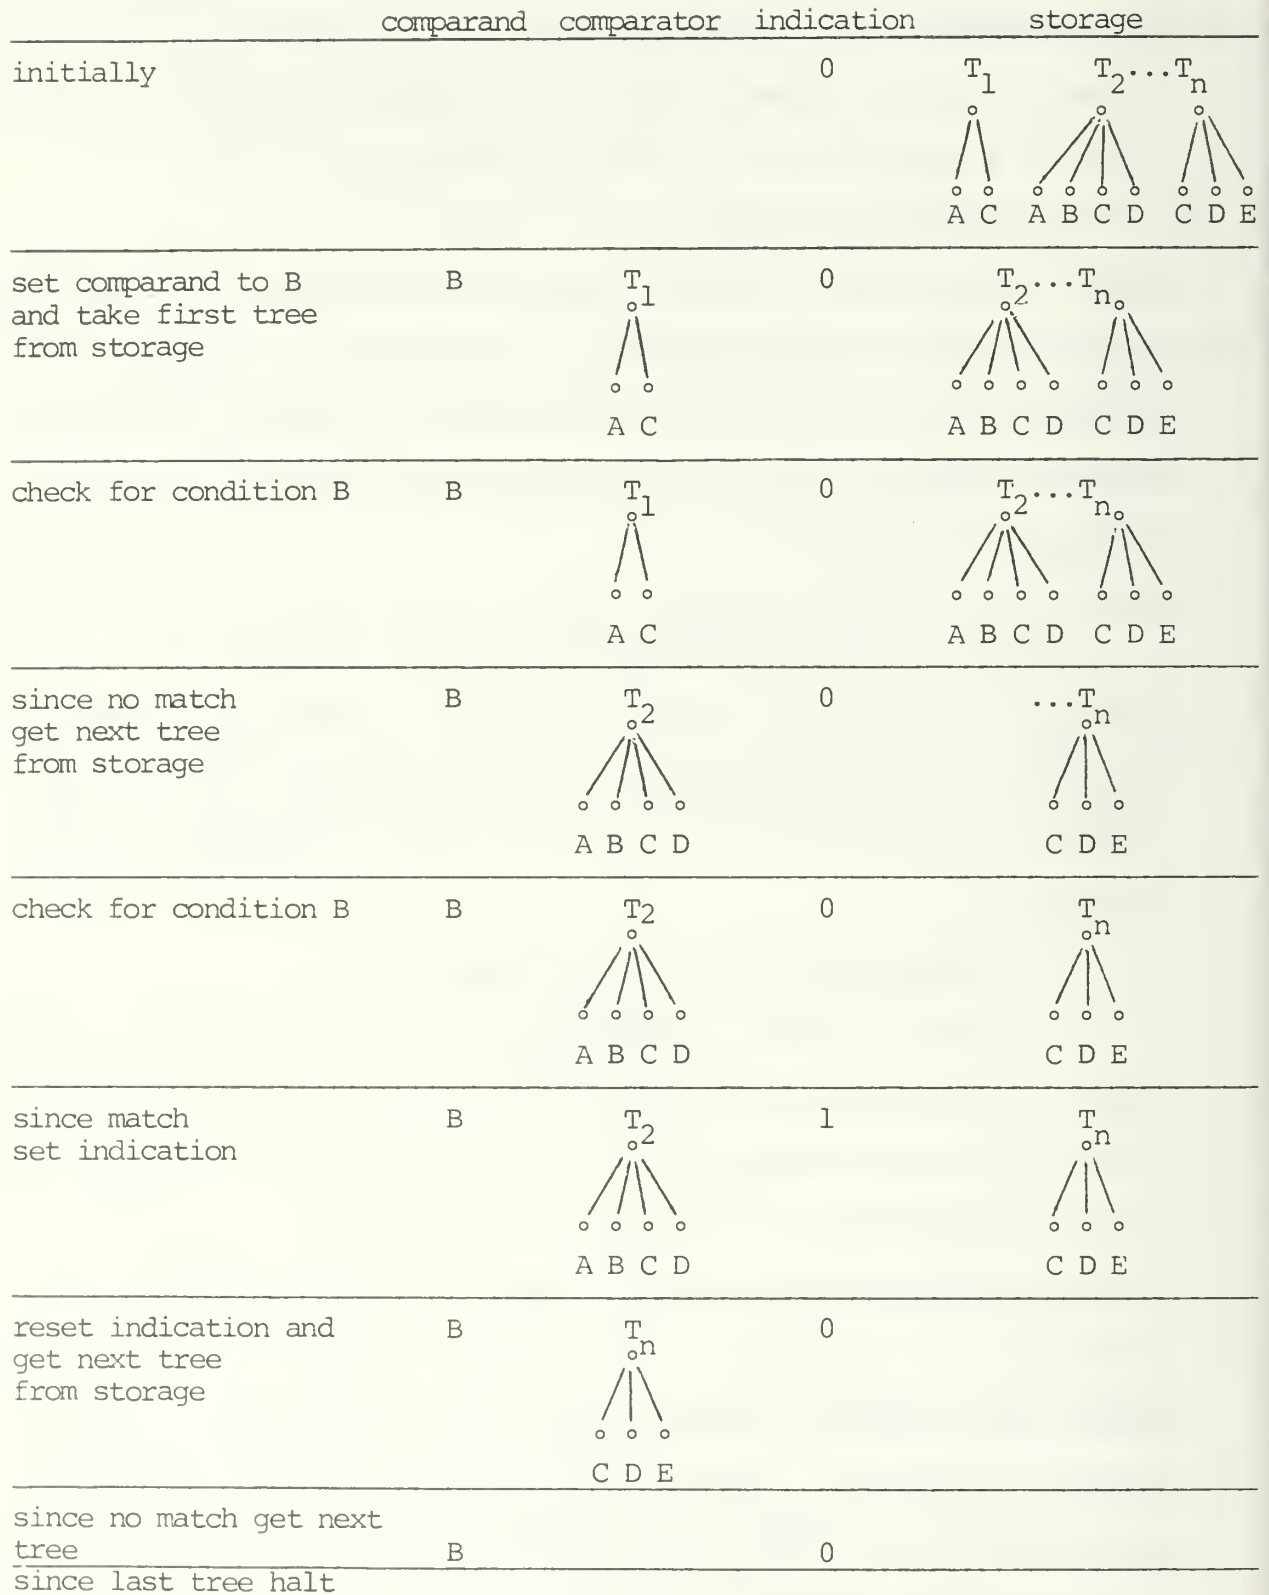 comparand comparator indication storage
initially 0 T1 T2...Tn
A C A B C D C D E
set comparand to B B T1 0 T2...Tn
and take first tree
from storage
A C A B C D C D E
check for condition B B T1 0 T2...Tn
A C A B C D C D E
since no match B T2 0 ...Tn
get next tree
from storage
A B C D C D E
check for condition B B T2 0 Tn
A B C D C D E
since match B T2 1 Tn
set indication
A B C D C D E
reset indication and B Tn 0
get next tree
from storage
C D E
since no match get next
tree B 0
since last tree halt